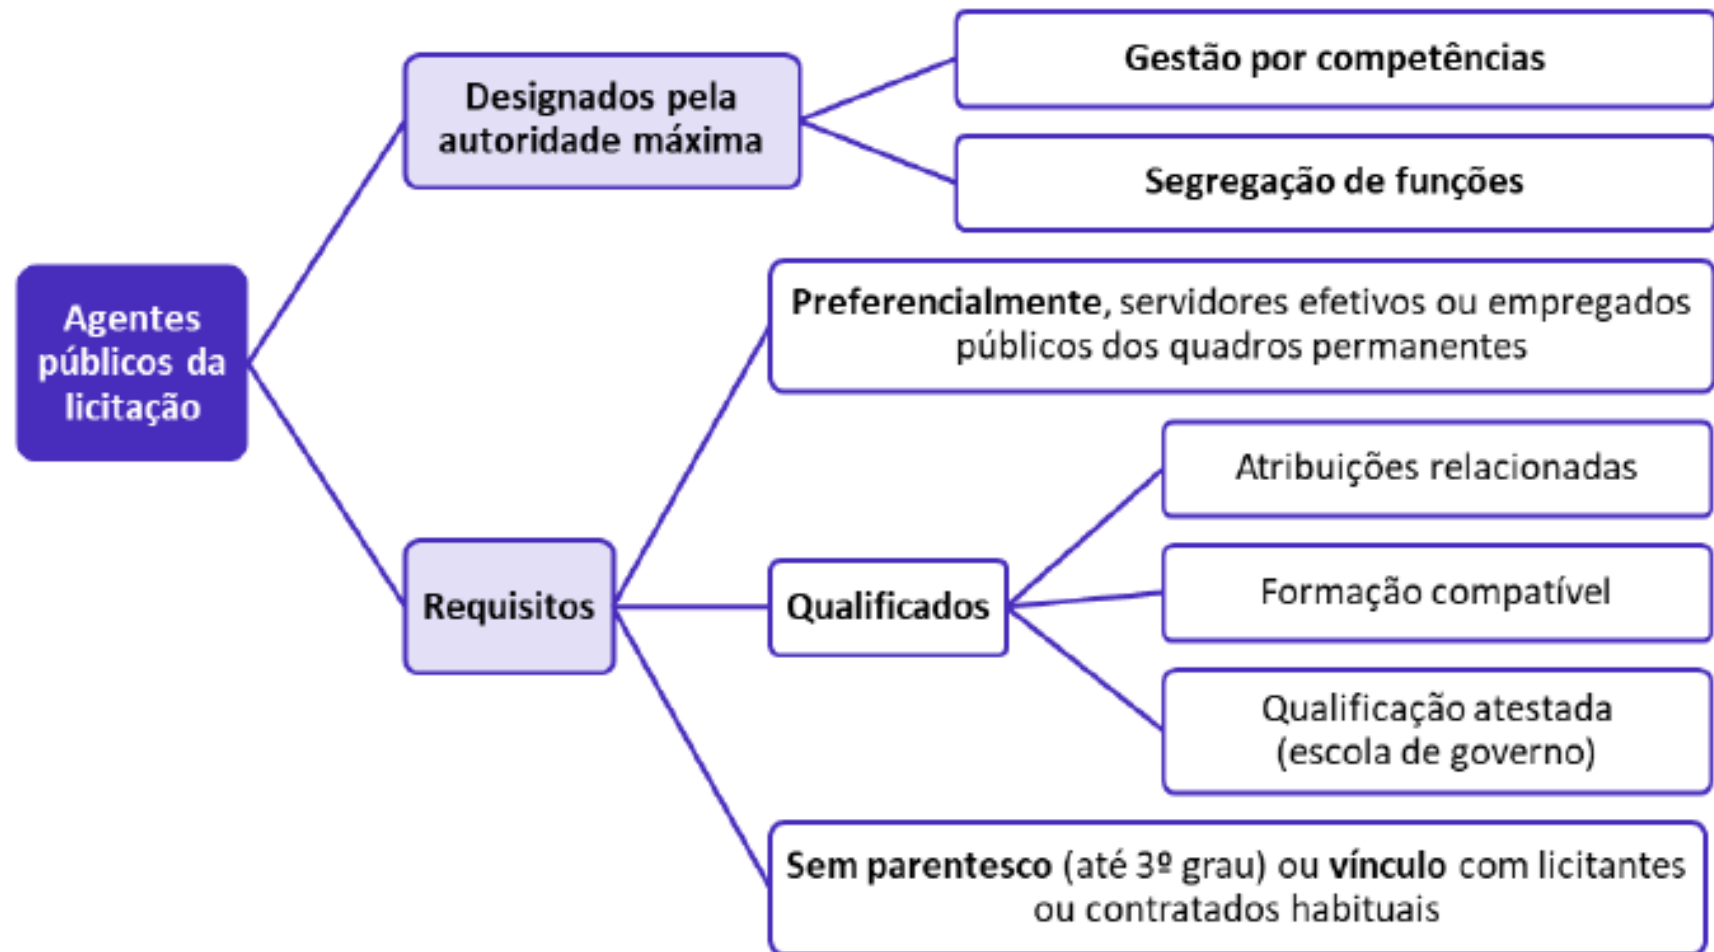 Agentes
públicos da
licitação
Designados pela
autoridade máxima
Gestão por competências
Segregação de funções
Requisitos
Preferencialmente, servidores efetivos ou empregados
públicos dos quadros permanentes
Qualificados
Atribuições relacionadas
Formação compatível
Qualificação atestada
(escola de governo)
Sem parentesco (até 3º grau) ou vínculo com licitantes
ou contratados habituais